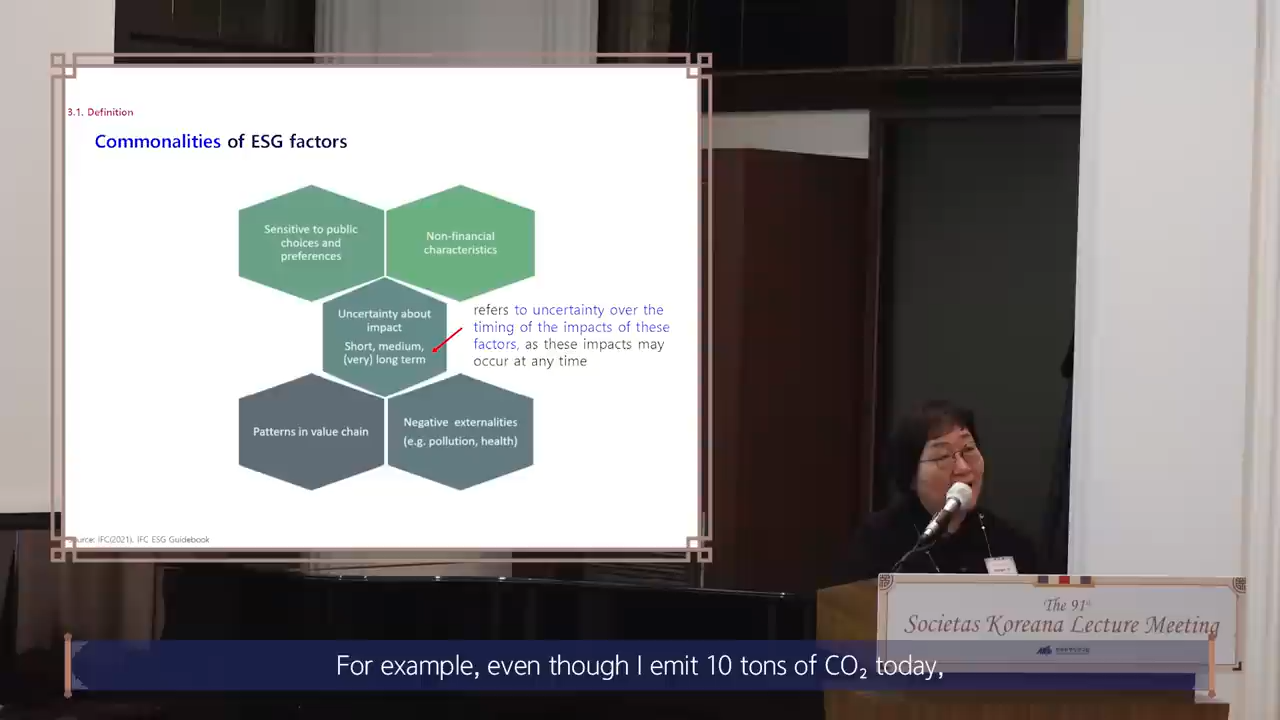 3.1. Definition
Commonalities of ESG factors
Sensitive to public
choices and
preferences
Non-financial
characteristics
Uncertainty about
impact
Short, medium,
(very) long term
refers to uncertainty over the
timing of the impacts of these
factors, as these impacts may
occur at any time
Patterns in value chain
Negative externalities
(e.g. pollution, health)
IFC(2021), IFC ESG Guidebook
The 91st
Societas Koreana Lecture Meeting
For example, even though I emit 10 tons of CO₂ today,